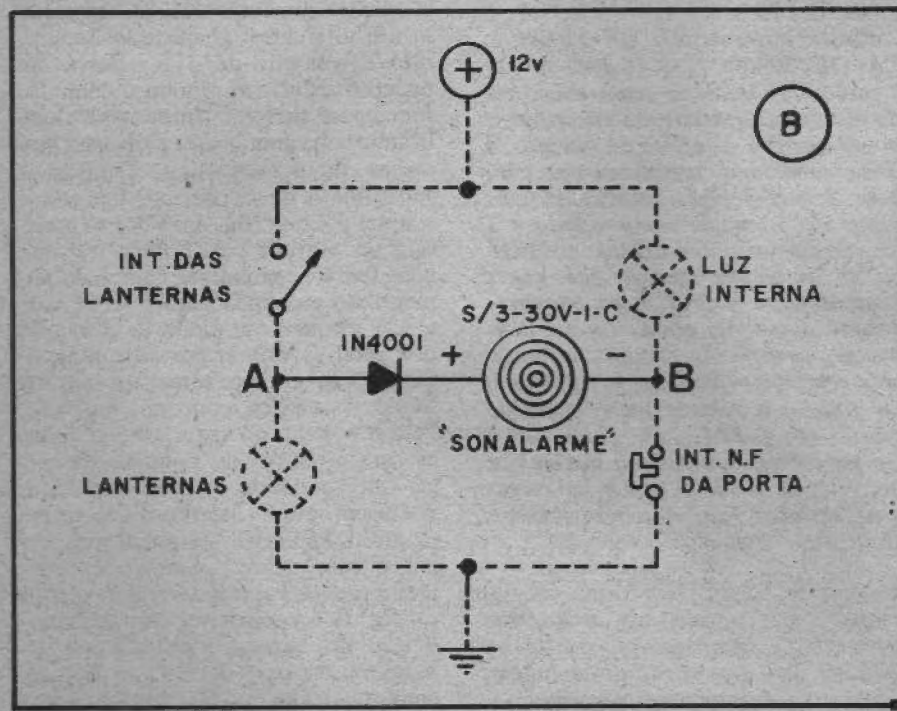 12v
B
INT. DAS
LANTERNAS
LUZ
INTERNA
S/3-30V-1-C
1N4001
+
-
A
B
"SONALARME"
LANTERNAS
INT. N.F
DA PORTA